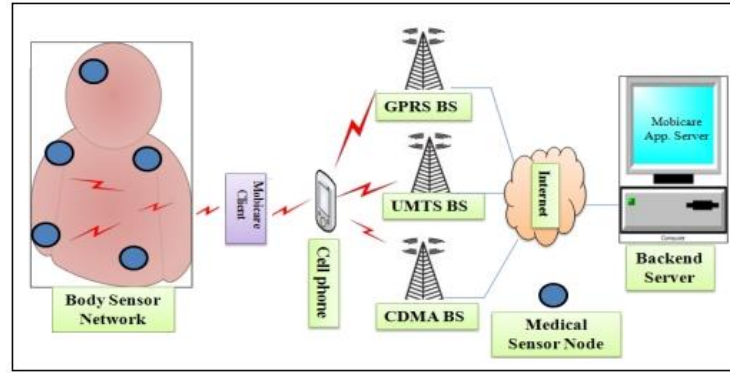 GPRS BS
Mobicare
App. Server
Mobicare
Client
UMTS BS
Internet
Computer
Backend
Server
Cell phone
Body Sensor
Network
CDMA BS
Medical
Sensor Node